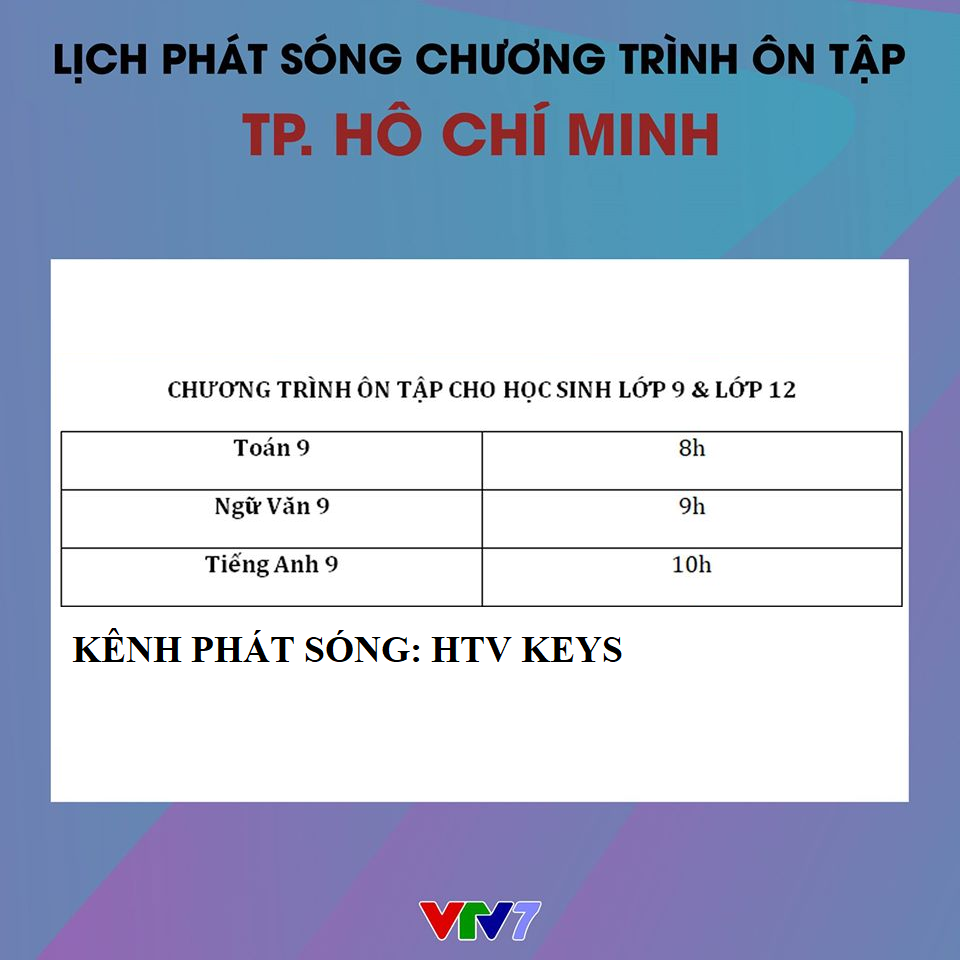 LỊCH PHÁT SÓNG CHƯƠNG TRÌNH ÔN TẬP
TP. HÔ CHÍ MINH
CHƯƠNG TRÌNH ÔN TẬP CHO HỌC SINH LỚP 9 & LỚP 12
Toán 9 8h
Ngữ Văn 9 9h
Tiếng Anh 9 10h
KÊNH PHÁT SÓNG: HTV KEYS
VTV7